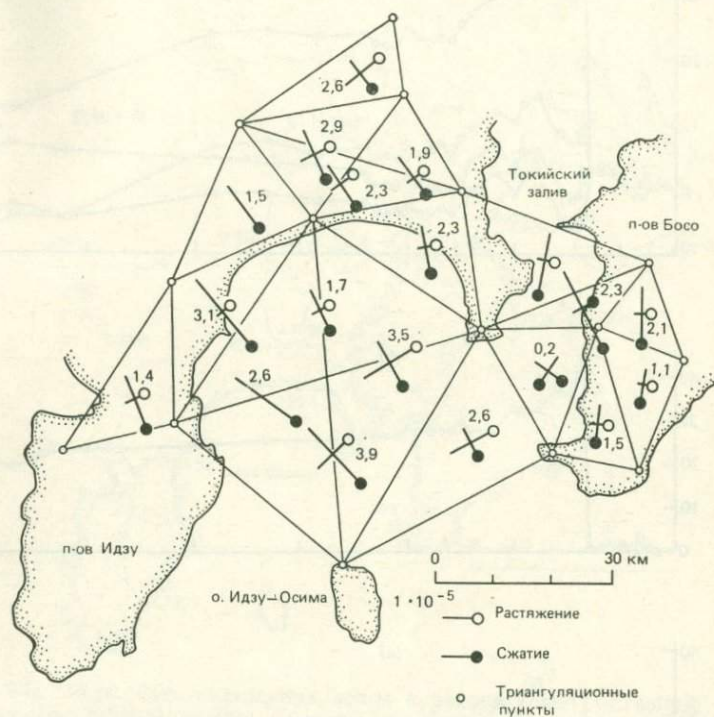 2,6
2,9
1,9
2,3
1,5
Токийский
залив
п-ов Босо
2,3
2,3
1,7
3,1
2,1
3,5
0,2
1,1
1,4
2,6
2,6
1,5
3,9
п-ов Идзу
0 30 км
о. Идзу—Осима
1 · 10⁻⁵
Растяжение
Сжатие
Триангуляционные
пункты